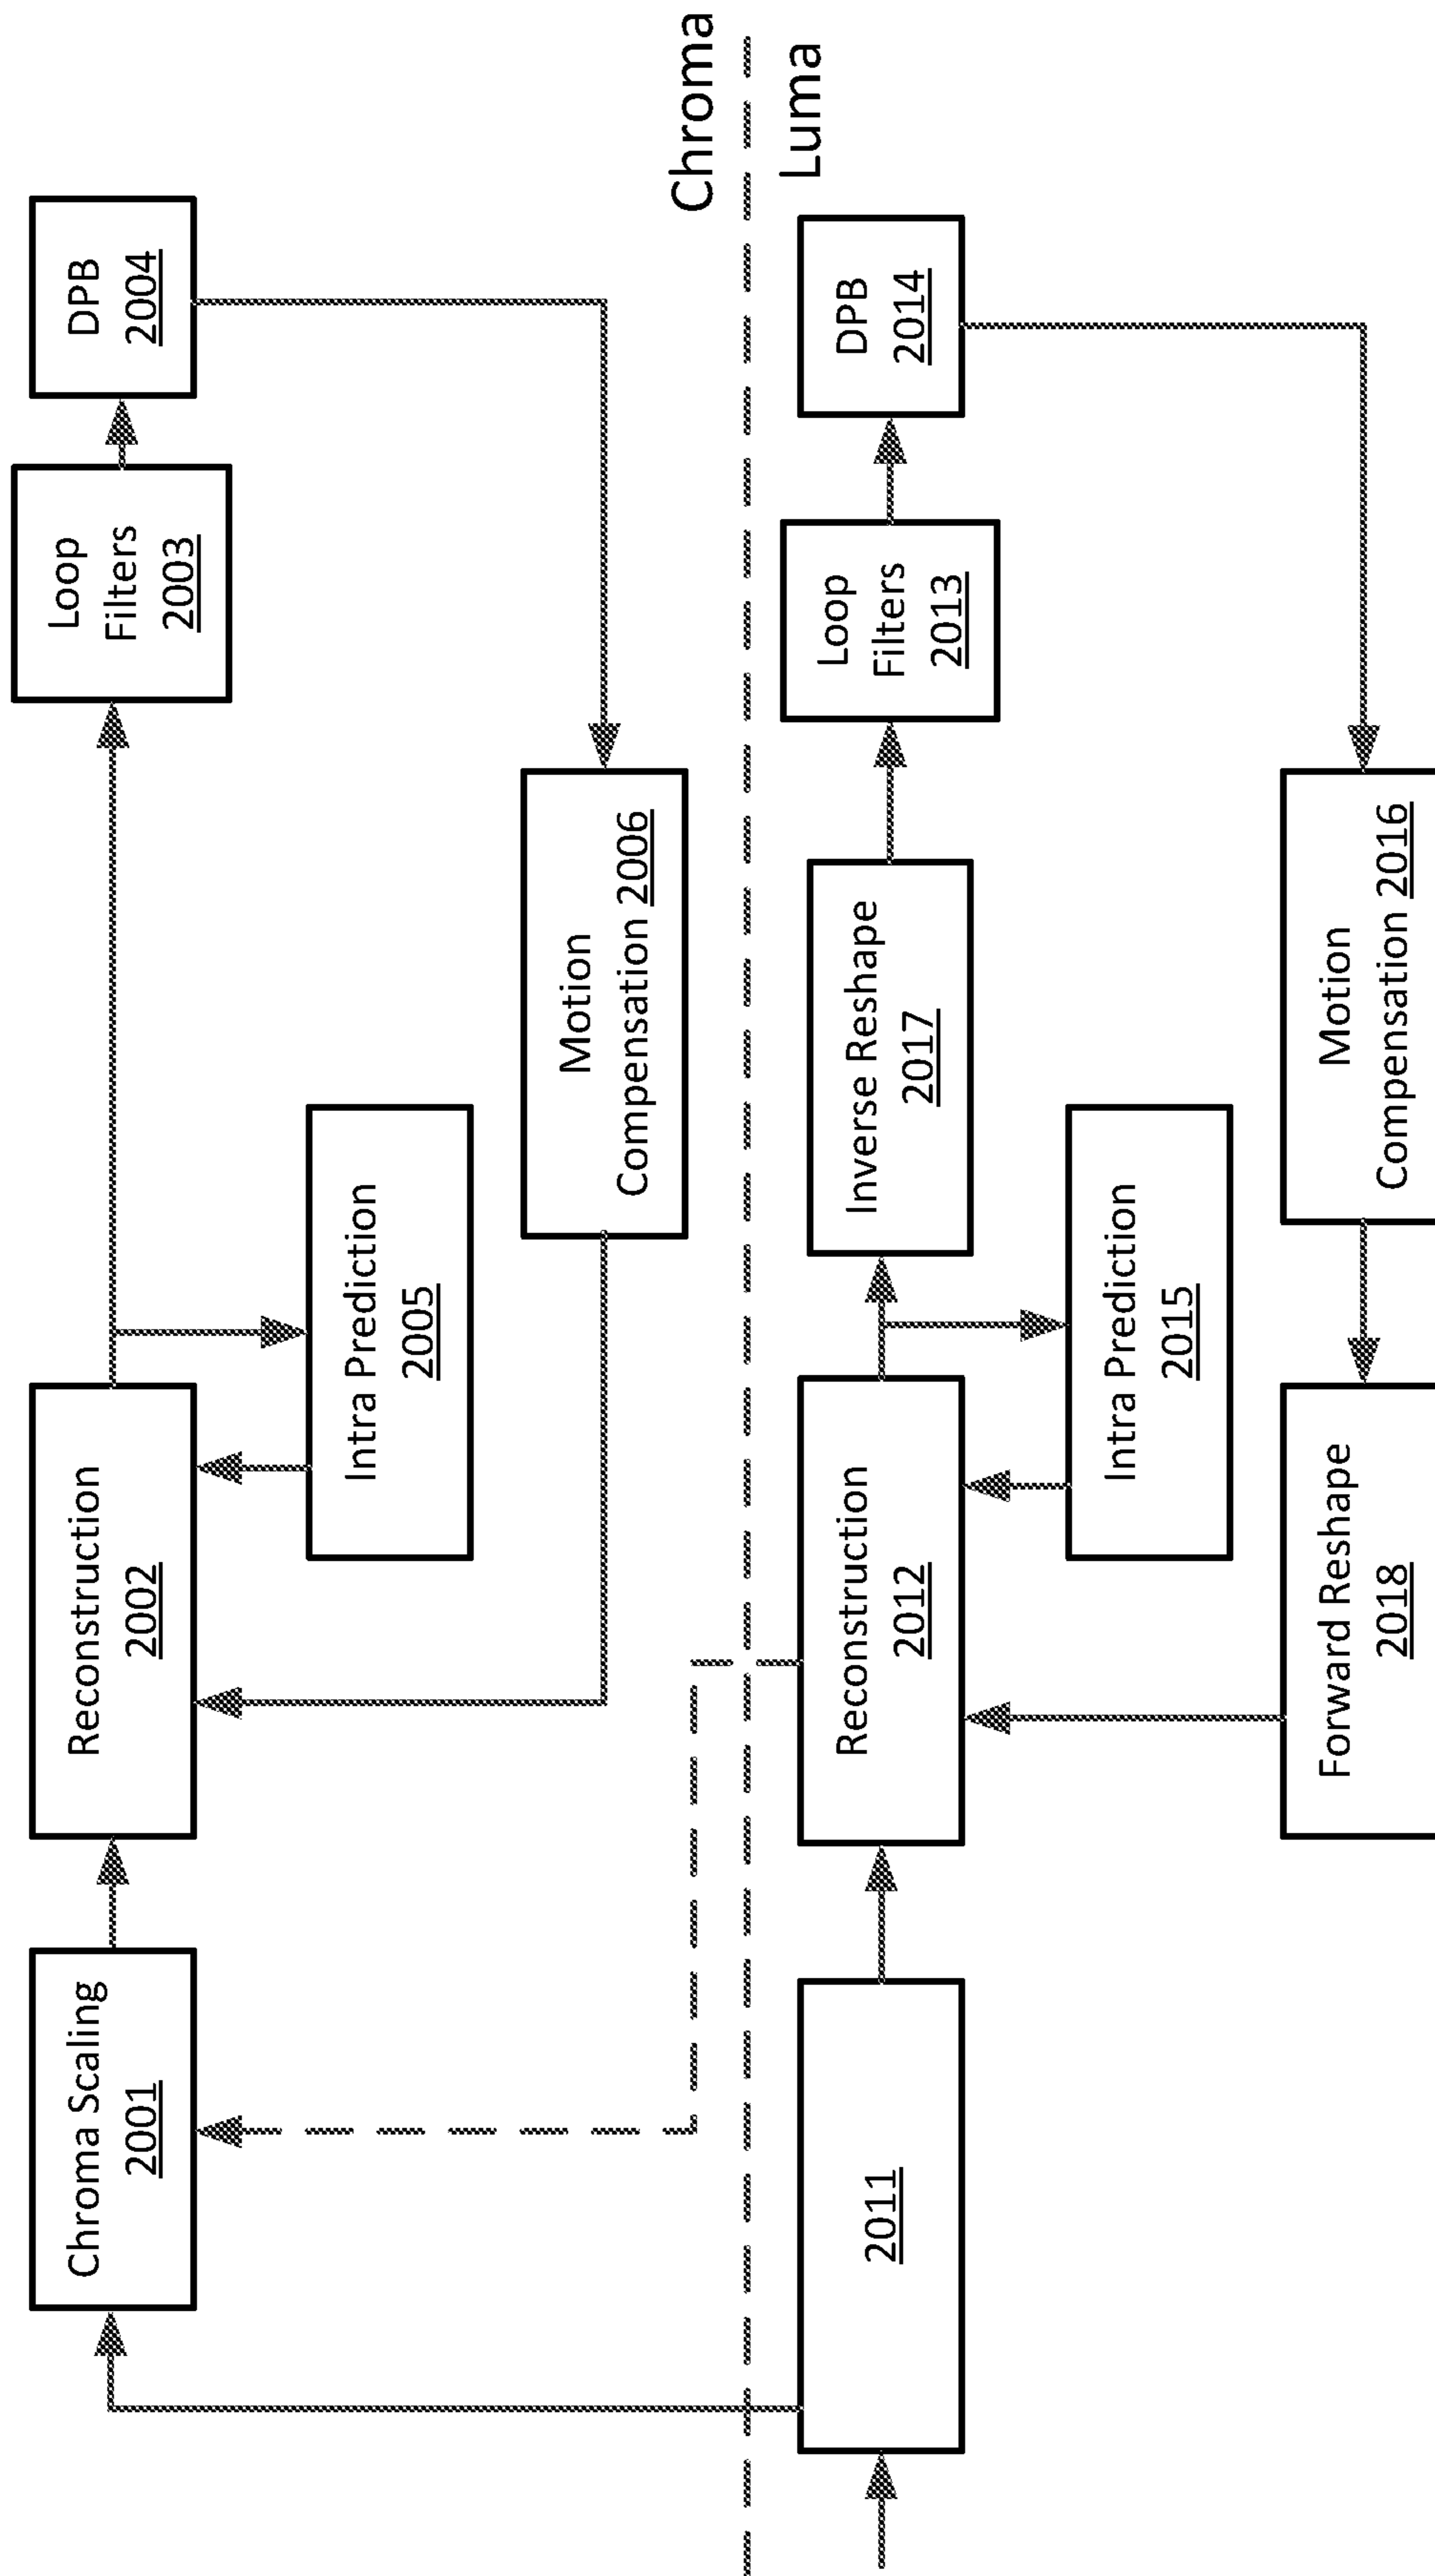 Chroma Scaling
2001
Reconstruction
2002
Intra Prediction
2005
Motion
Compensation 2006
Loop
Filters
2003
DPB
2004
Chroma
Luma
2011
Reconstruction
2012
Intra Prediction
2015
Inverse Reshape
2017
Loop
Filters
2013
DPB
2014
Forward Reshape
2018
Motion
Compensation 2016